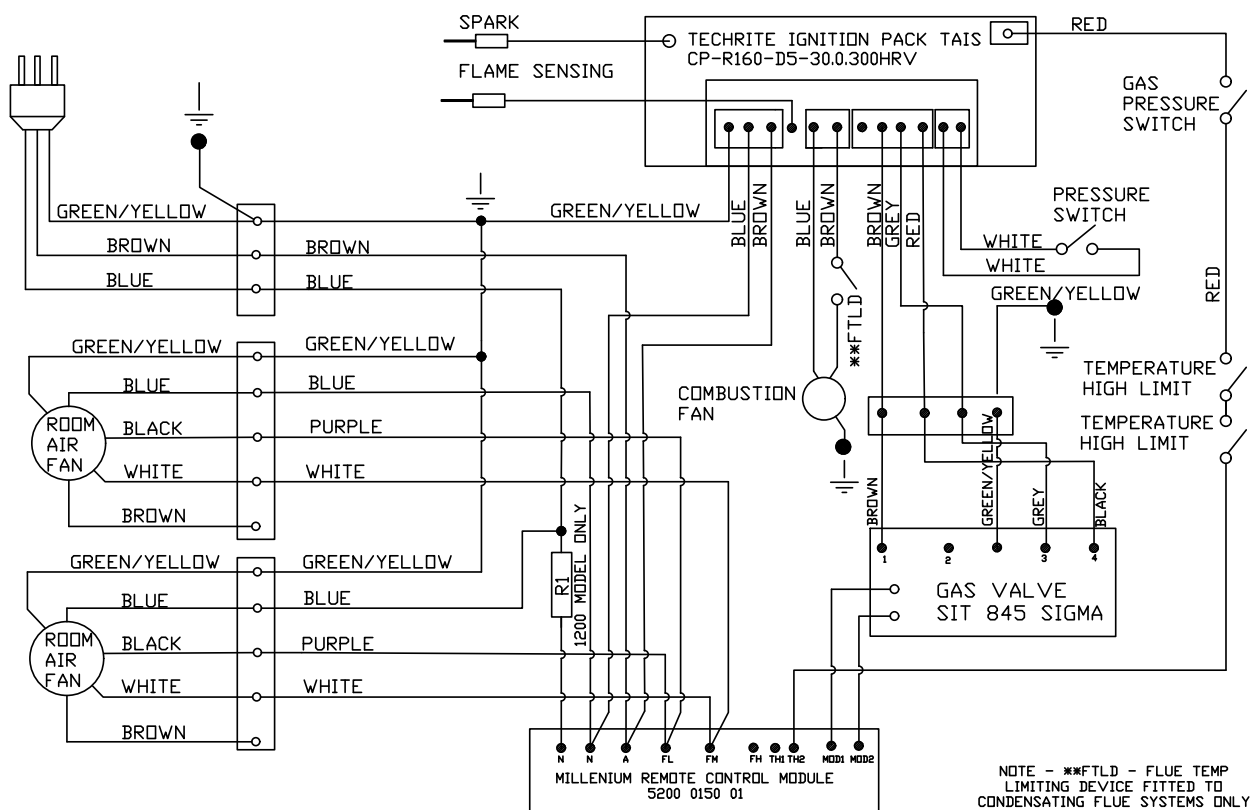 SPARK
TECHRITE IGNITION PACK TAIS
CP-R160-D5-30.0.300HRV
RED
FLAME SENSING
GAS
PRESSURE
SWITCH
GREEN/YELLOW
GREEN/YELLOW
BROWN
BROWN
BLUE
BLUE
BLUE
BROWN
BLUE
BROWN
BROWN
GREY
RED
PRESSURE
SWITCH
WHITE
WHITE
GREEN/YELLOW
RED
**FTLD
GREEN/YELLOW
GREEN/YELLOW
BLUE
BLUE
ROOM
AIR
FAN
BLACK
PURPLE
WHITE
WHITE
BROWN
COMBUSTION
FAN
TEMPERATURE
HIGH LIMIT
TEMPERATURE
HIGH LIMIT
BROWN
GREEN/YELLOW
GREY
BLACK
1
2
3
4
GAS VALVE
SIT 845 SIGMA
GREEN/YELLOW
GREEN/YELLOW
BLUE
BLUE
ROOM
AIR
FAN
BLACK
PURPLE
WHITE
WHITE
BROWN
R1
1200 MODEL ONLY
N
N
A
FL
FM
FH
TH1
TH2
MOD1
MOD2
MILLENIUM REMOTE CONTROL MODULE
5200 0150 01
NOTE - **FTLD - FLUE TEMP
LIMITING DEVICE FITTED TO
CONDENSATING FLUE SYSTEMS ONLY